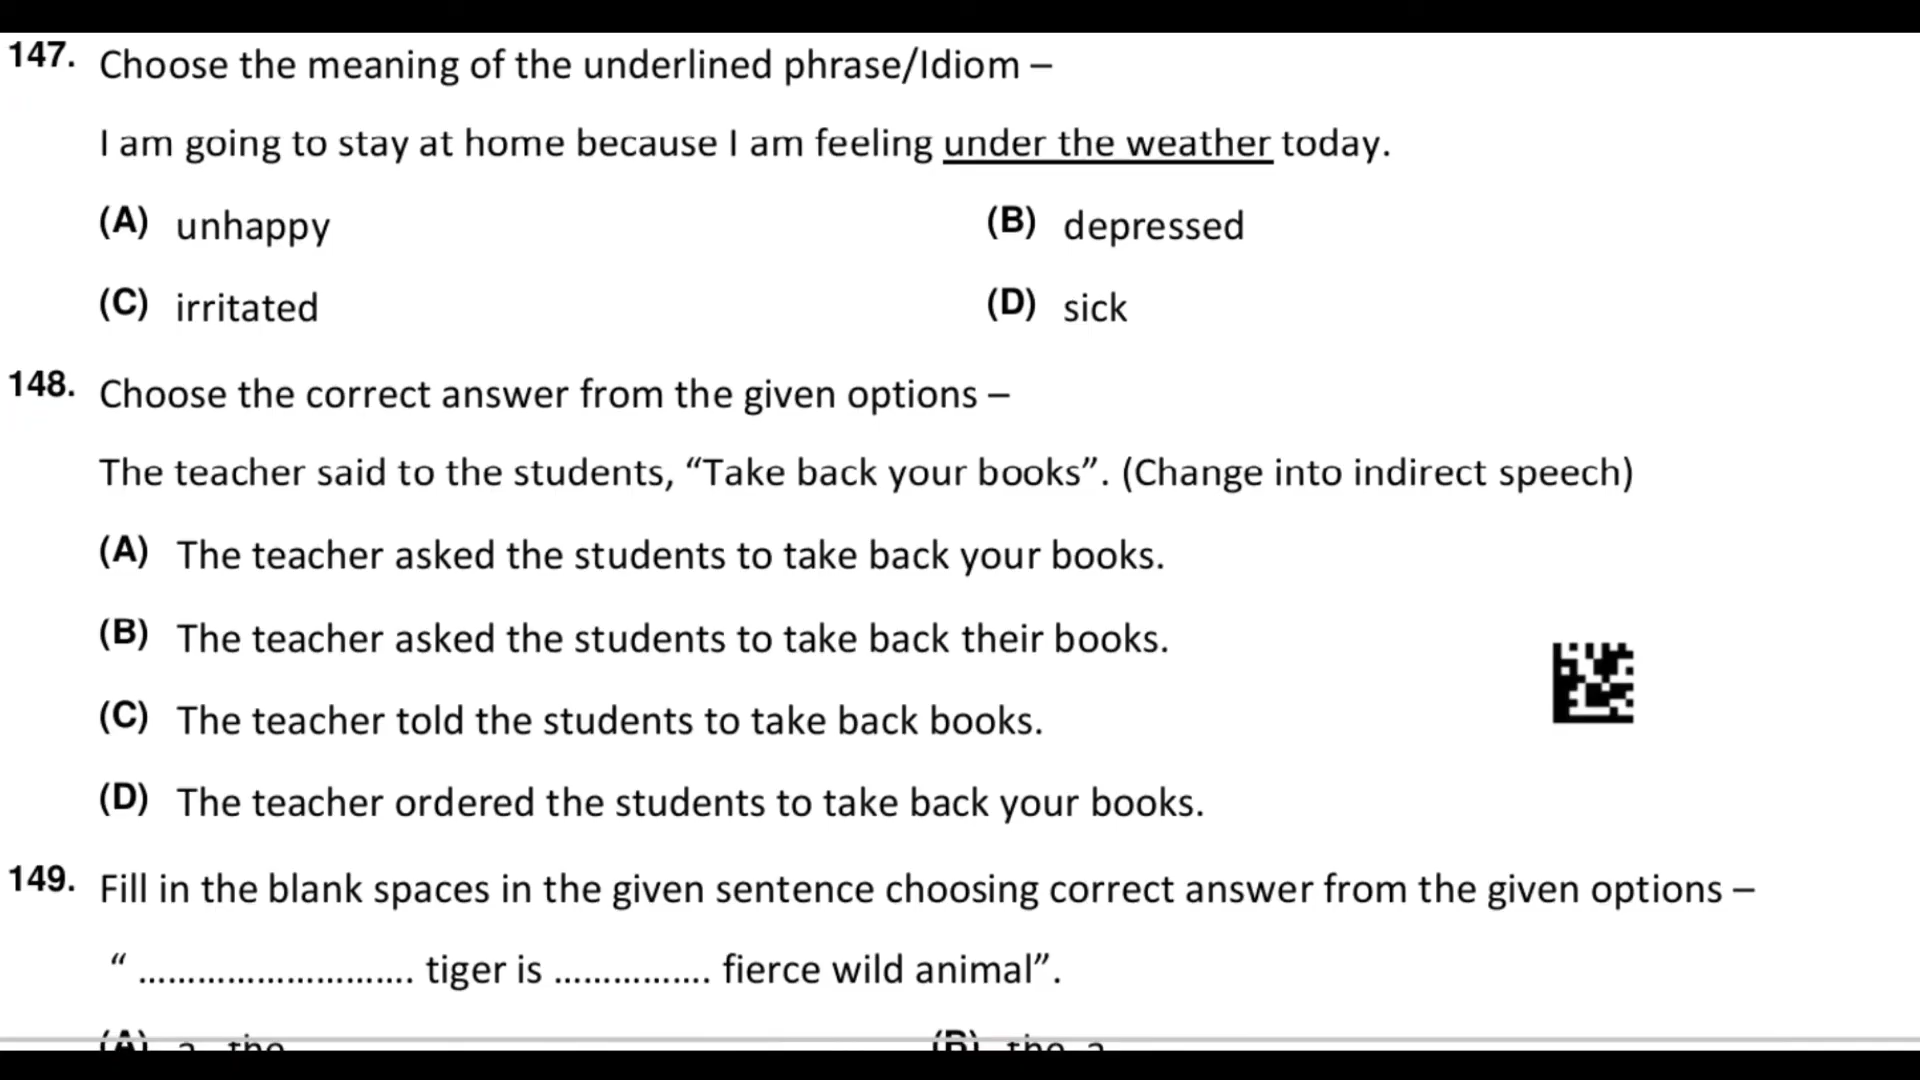 147. Choose the meaning of the underlined phrase/Idiom –
I am going to stay at home because I am feeling under the weather today.
(A) unhappy (B) depressed
(C) irritated (D) sick
148. Choose the correct answer from the given options –
The teacher said to the students, “Take back your books”. (Change into indirect speech)
(A) The teacher asked the students to take back your books.
(B) The teacher asked the students to take back their books.
(C) The teacher told the students to take back books.
(D) The teacher ordered the students to take back your books.
149. Fill in the blank spaces in the given sentence choosing correct answer from the given options –
“ ............................ tiger is ................ fierce wild animal”.
(A) a, the (B) the, a